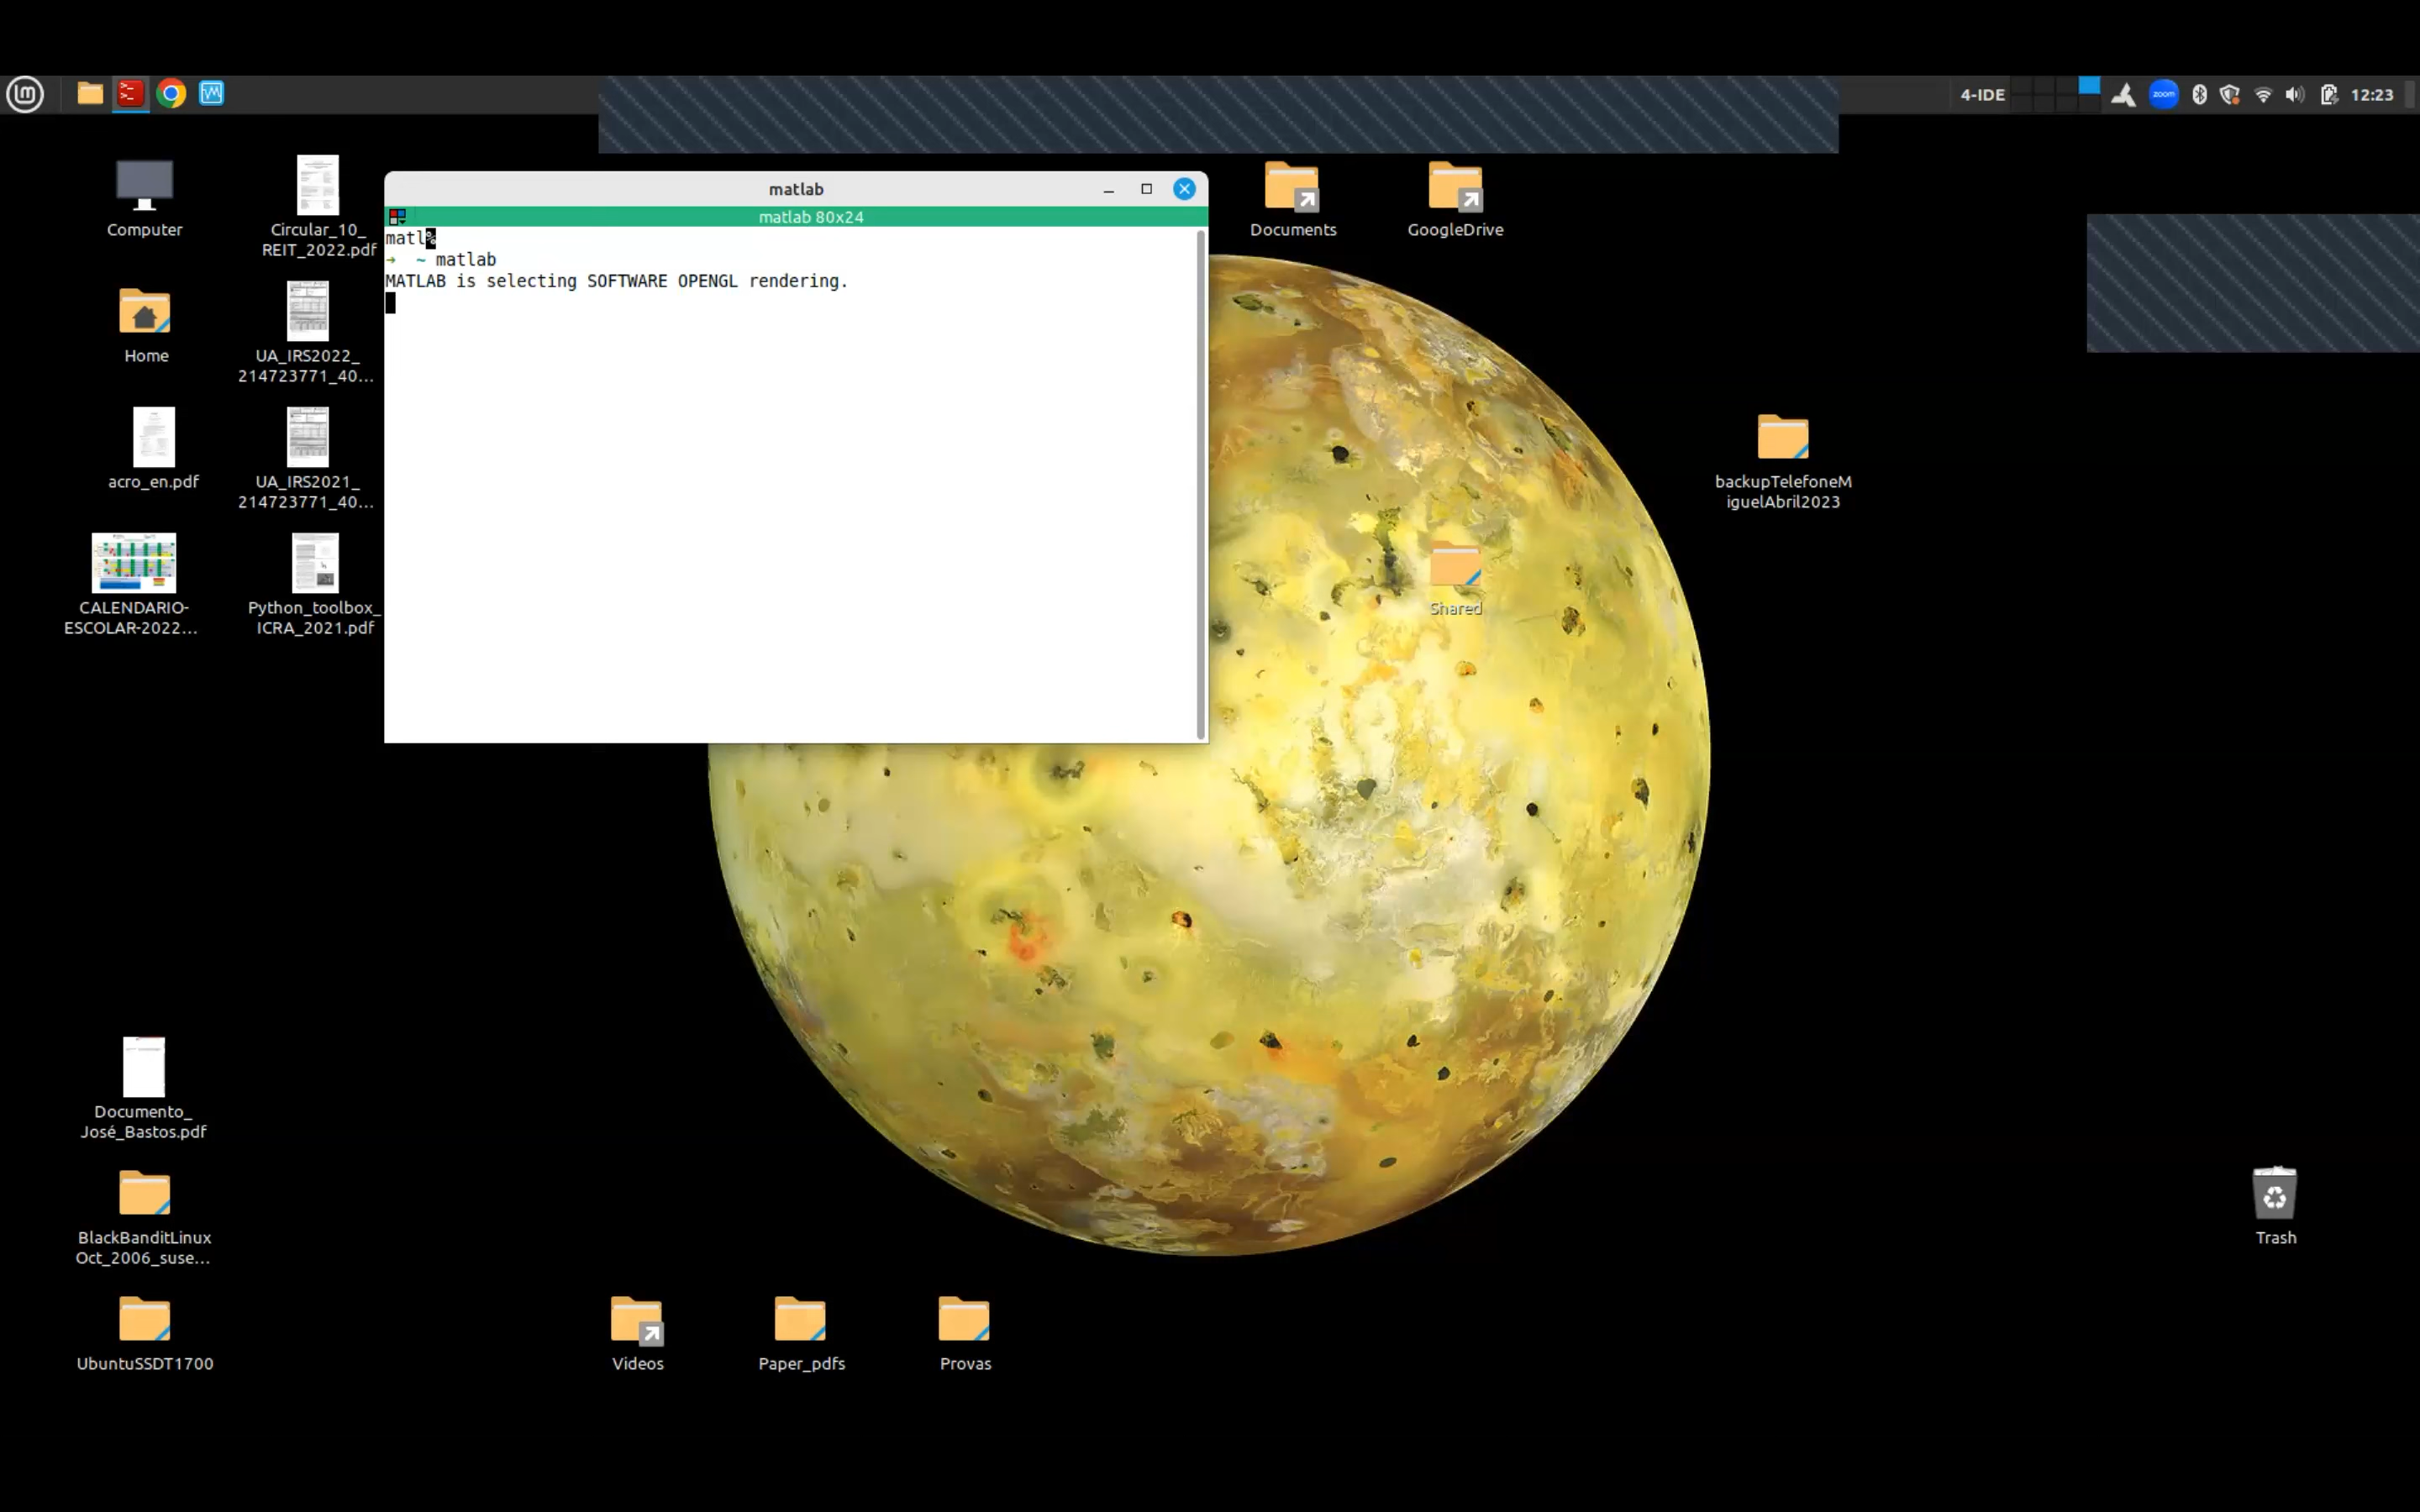 4-IDE
zoom
12:23
matlab
matlab 80x24
matl%
→ ~ matlab
MATLAB is selecting SOFTWARE OPENGL rendering.
Computer
Circular_10_
REIT_2022.pdf
Documents
GoogleDrive
Home
UA_IRS2022_
214723771_40...
acro_en.pdf
UA_IRS2021_
214723771_40...
backupTelefoneM
iguelAbril2023
CALENDARIO-
ESCOLAR-2022...
Python_toolbox_
ICRA_2021.pdf
Shared
Documento_
José_Bastos.pdf
BlackBanditLinux
Oct_2006_suse...
Trash
UbuntuSSDT1700
Videos
Paper_pdfs
Provas